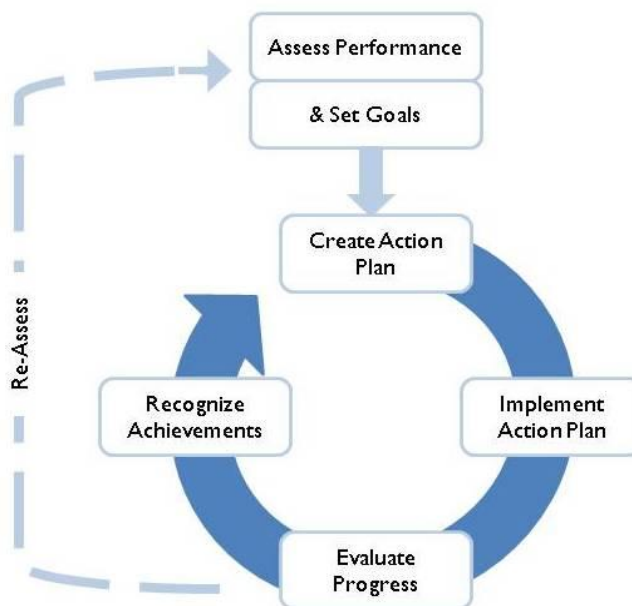 Assess Performance
& Set Goals
Create Action
Plan
Re-Assess
Recognize
Achievements
Implement
Action Plan
Evaluate
Progress